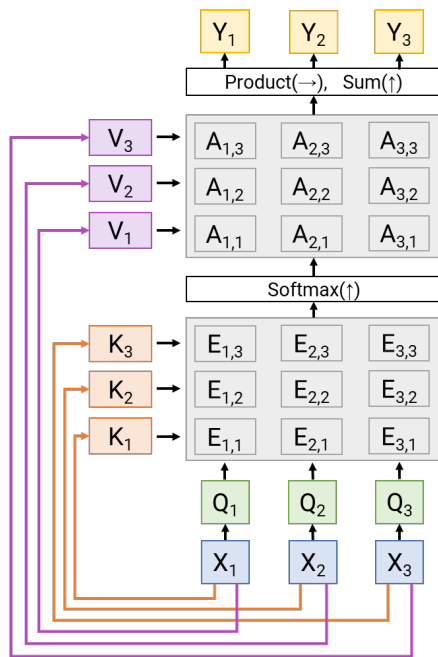 Y1 Y2 Y3
Product(→), Sum(↑)
V3 A1,3 A2,3 A3,3
V2 A1,2 A2,2 A3,2
V1 A1,1 A2,1 A3,1
Softmax(↑)
K3 E1,3 E2,3 E3,3
K2 E1,2 E2,2 E3,2
K1 E1,1 E2,1 E3,1
Q1 Q2 Q3
X1 X2 X3